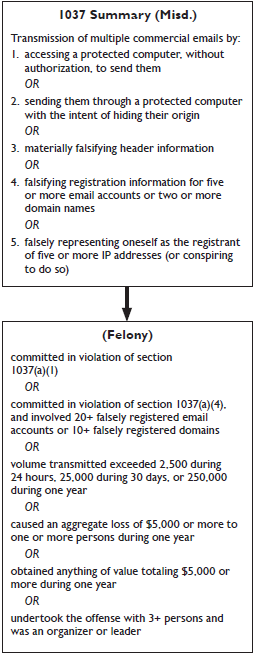 1037 Summary (Misd.)
Transmission of multiple commercial emails by:
1. accessing a protected computer, without
authorization, to send them
OR
2. sending them through a protected computer
with the intent of hiding their origin
OR
3. materially falsifying header information
OR
4. falsifying registration information for five
or more email accounts or two or more
domain names
OR
5. falsely representing oneself as the registrant
of five or more IP addresses (or conspiring
to do so)
(Felony)
committed in violation of section
1037(a)(1)
OR
committed in violation of section 1037(a)(4),
and involved 20+ falsely registered email
accounts or 10+ falsely registered domains
OR
volume transmitted exceeded 2,500 during
24 hours, 25,000 during 30 days, or 250,000
during one year
OR
caused an aggregate loss of $5,000 or more to
one or more persons during one year
OR
obtained anything of value totaling $5,000 or
more during one year
OR
undertook the offense with 3+ persons and
was an organizer or leader